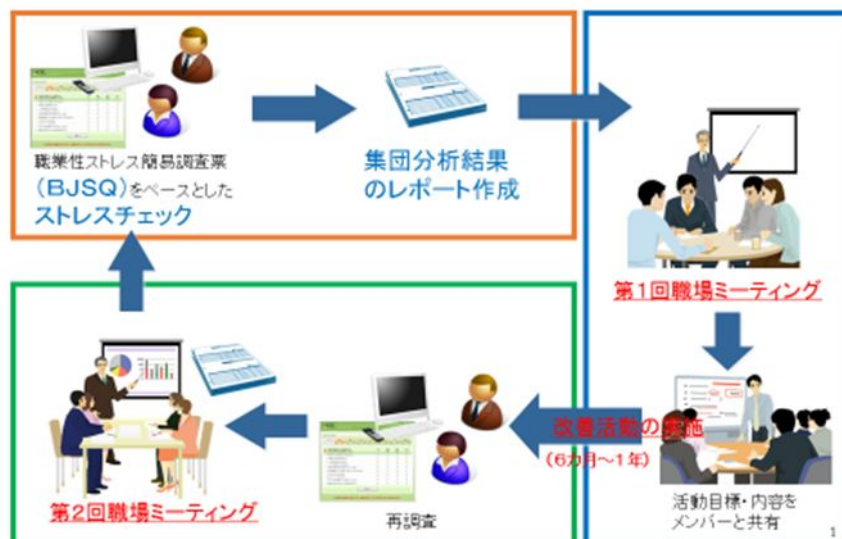 職業性ストレス簡易調査票
(BJSQ)をベースとした
ストレスチェック
集団分析結果
のレポート作成
第1回職場ミーティング
活動目標・内容を
メンバーと共有
改善活動の実施
(6カ月～1年)
再調査
第2回職場ミーティング
1